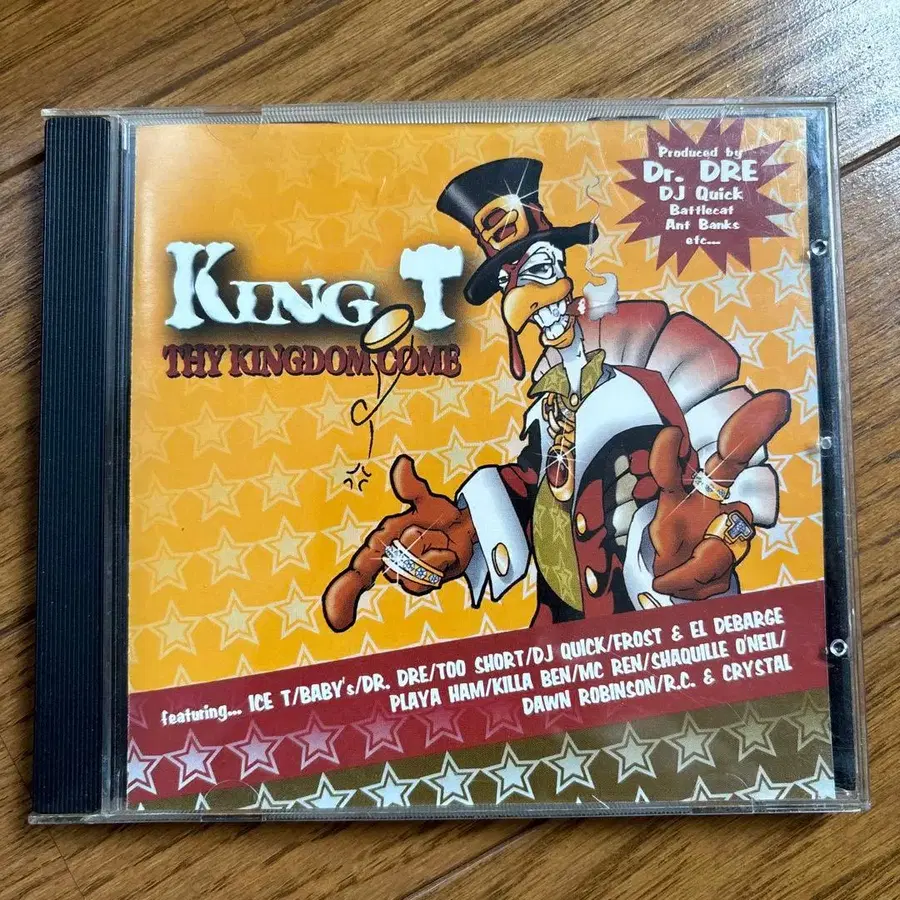 Produced by
Dr. DRE
DJ Quick
Battlecat
Ant Banks
etc...
KING T
THY KINGDOM COME
featuring... ICE T/BABY's/DR. DRE/TOO SHORT/DJ QUICK/FROST & EL DEBARGE
PLAYA HAM/KILLA BEN/MC REN/SHAQUILLE O'NEIL/
DAWN ROBINSON/R.C. & CRYSTAL